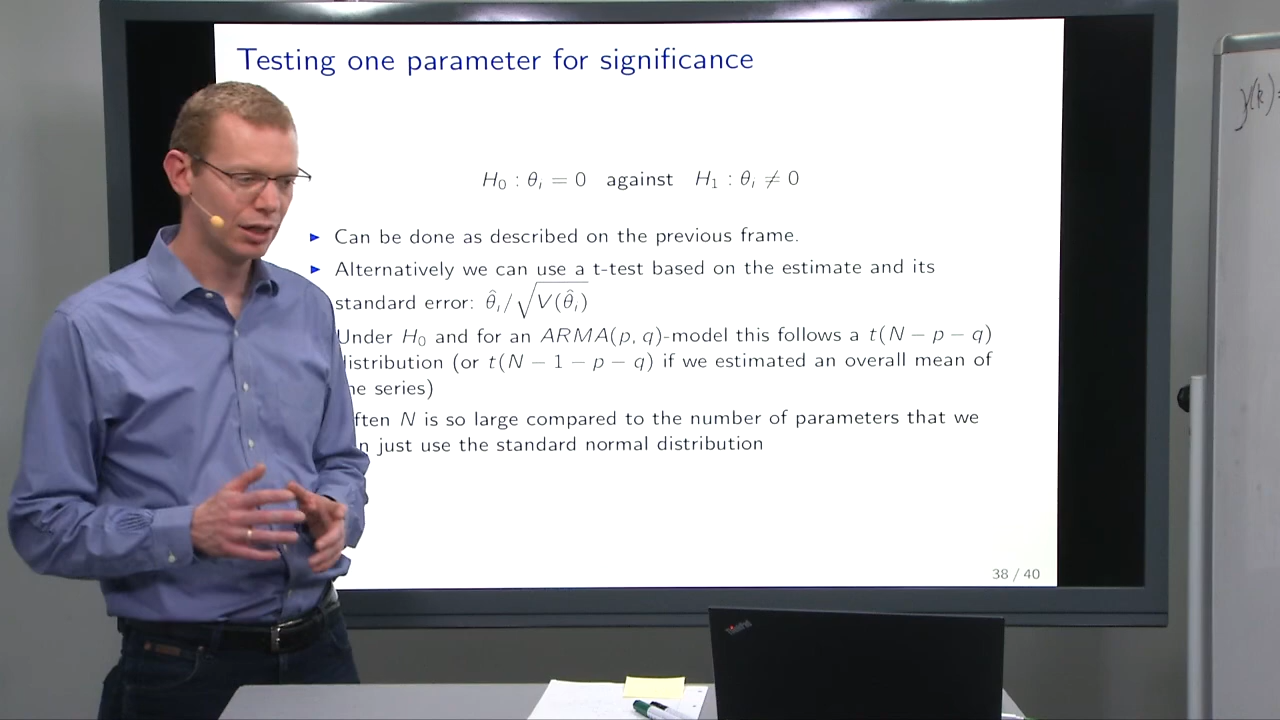 Testing one parameter for significance
H₀ : θᵢ = 0 against H₁ : θᵢ ≠ 0
▶ Can be done as described on the previous frame.
▶ Alternatively we can use a t-test based on the estimate and its
standard error: θ̂ᵢ/√V(θ̂ᵢ)
Under H₀ and for an ARMA(p, q)-model this follows a t(N − p − q)
distribution (or t(N − 1 − p − q) if we estimated an overall mean of
series)
N is so large compared to the number of parameters that we
just use the standard normal distribution
38 / 40
y(k) =
ThinkPad